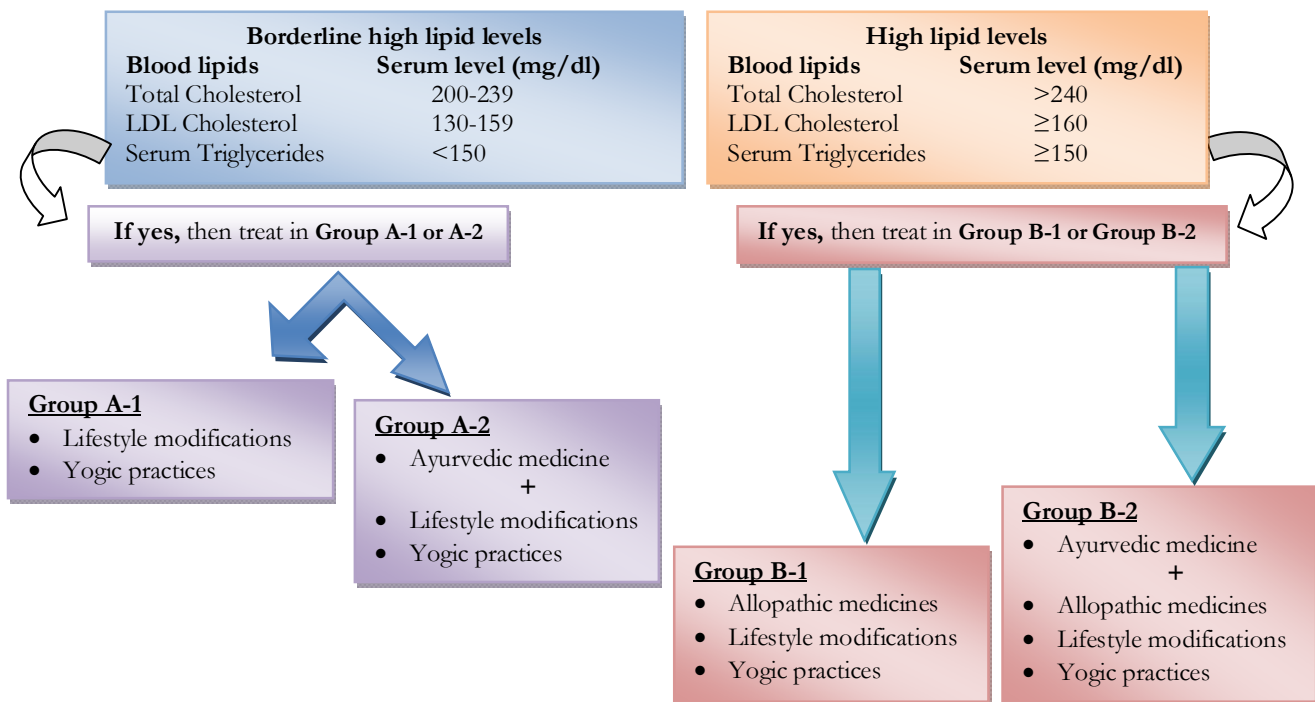 Borderline high lipid levels
Blood lipids Serum level (mg/dl)
Total Cholesterol 200-239
LDL Cholesterol 130-159
Serum Triglycerides <150
High lipid levels
Blood lipids Serum level (mg/dl)
Total Cholesterol >240
LDL Cholesterol ≥160
Serum Triglycerides ≥150
If yes, then treat in Group A-1 or A-2
If yes, then treat in Group B-1 or Group B-2
Group A-1
• Lifestyle modifications
• Yogic practices
Group A-2
• Ayurvedic medicine
+
• Lifestyle modifications
• Yogic practices
Group B-1
• Allopathic medicines
• Lifestyle modifications
• Yogic practices
Group B-2
• Ayurvedic medicine
+
• Allopathic medicines
• Lifestyle modifications
• Yogic practices